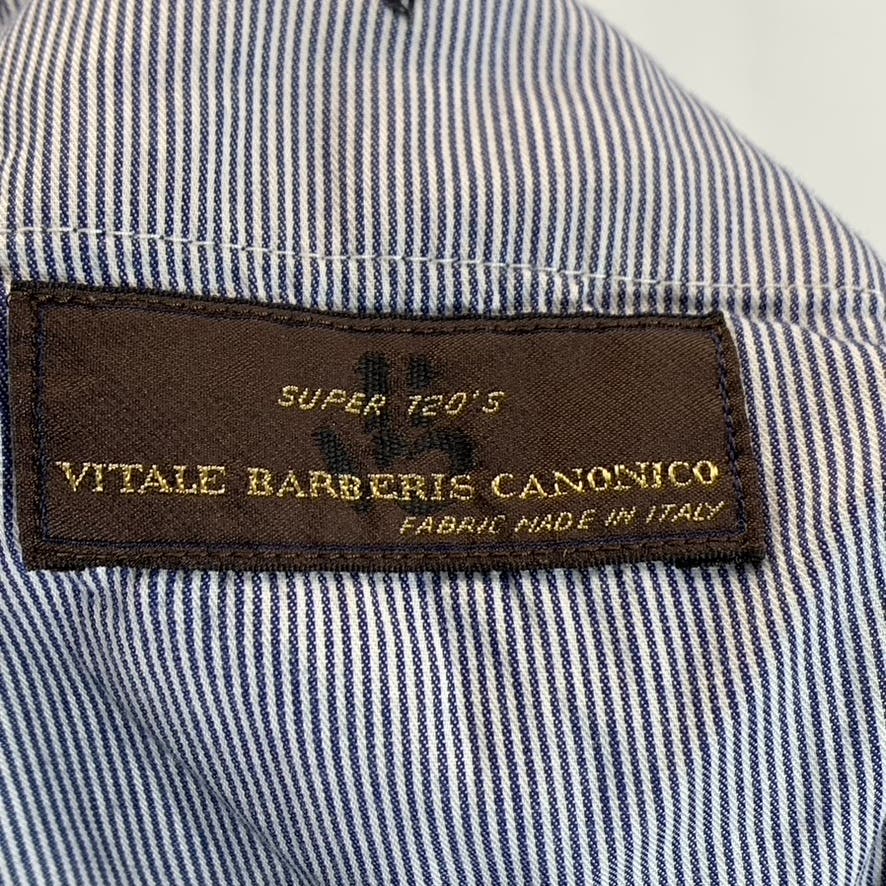 SUPER 120'S
VITALE BARBERIS CANONICO
FABRIC MADE IN ITALY